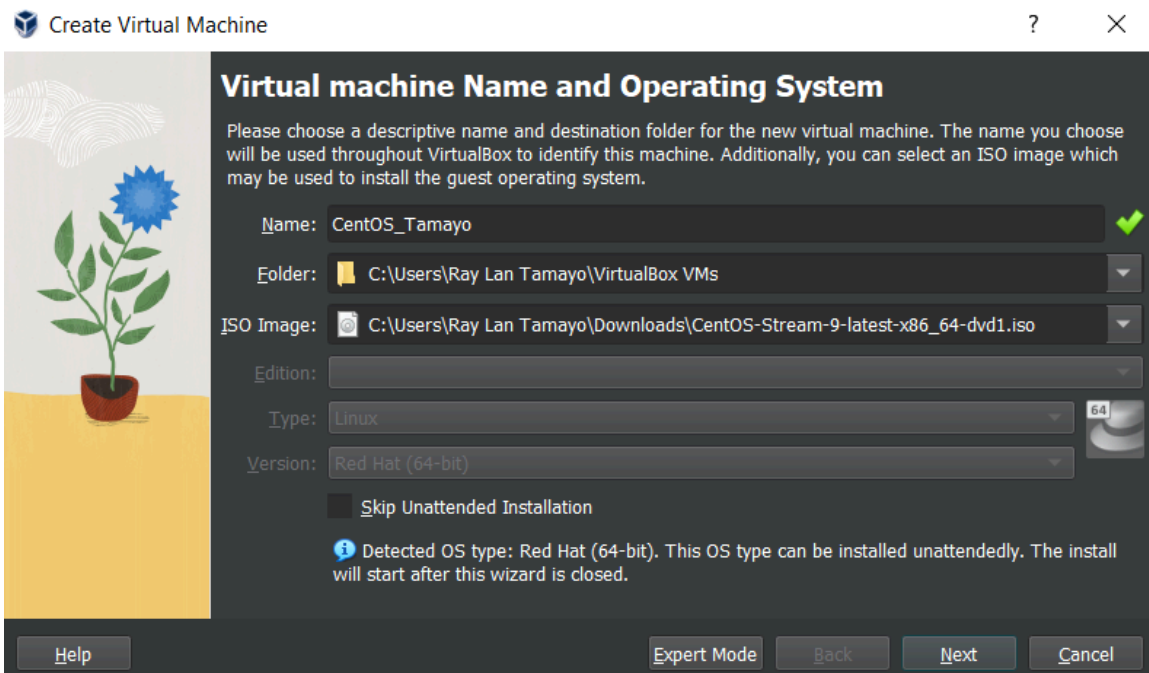 Create Virtual Machine
?
Virtual machine Name and Operating System
Please choose a descriptive name and destination folder for the new virtual machine. The name you choose
will be used throughout VirtualBox to identify this machine. Additionally, you can select an ISO image which
may be used to install the guest operating system.
Name: CentOS_Tamayo
Folder: C:\Users\Ray Lan Tamayo\VirtualBox VMs
ISO Image: C:\Users\Ray Lan Tamayo\Downloads\CentOS-Stream-9-latest-x86_64-dvd1.iso
Edition:
Type: Linux
64
Version: Red Hat (64-bit)
Skip Unattended Installation
Detected OS type: Red Hat (64-bit). This OS type can be installed unattendedly. The install
will start after this wizard is closed.
Help Expert Mode Back Next Cancel